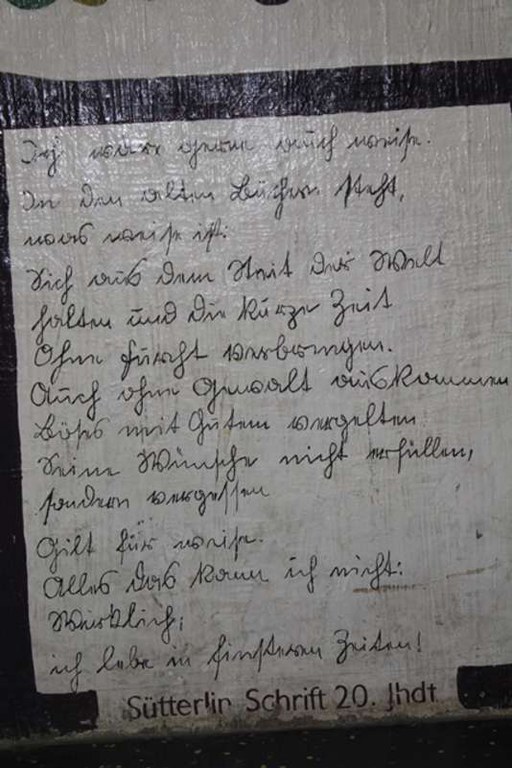 Ich wäre gerne auch weise.
In den alten Büchern steht,
was weise ist:
Sich aus dem Streit der Welt
halten und die kurze Zeit
Ohne Furcht verbringen.
Auch ohne Gewalt auskommen
Böses mit Gutem vergelten
Seine Wünsche nicht erfüllen,
sondern vergessen
Gilt für weise.
Alles das kann ich nicht:
Wirklich,
ich lebe in finsteren Zeiten!
Sütterlin Schrift 20. Jhdt